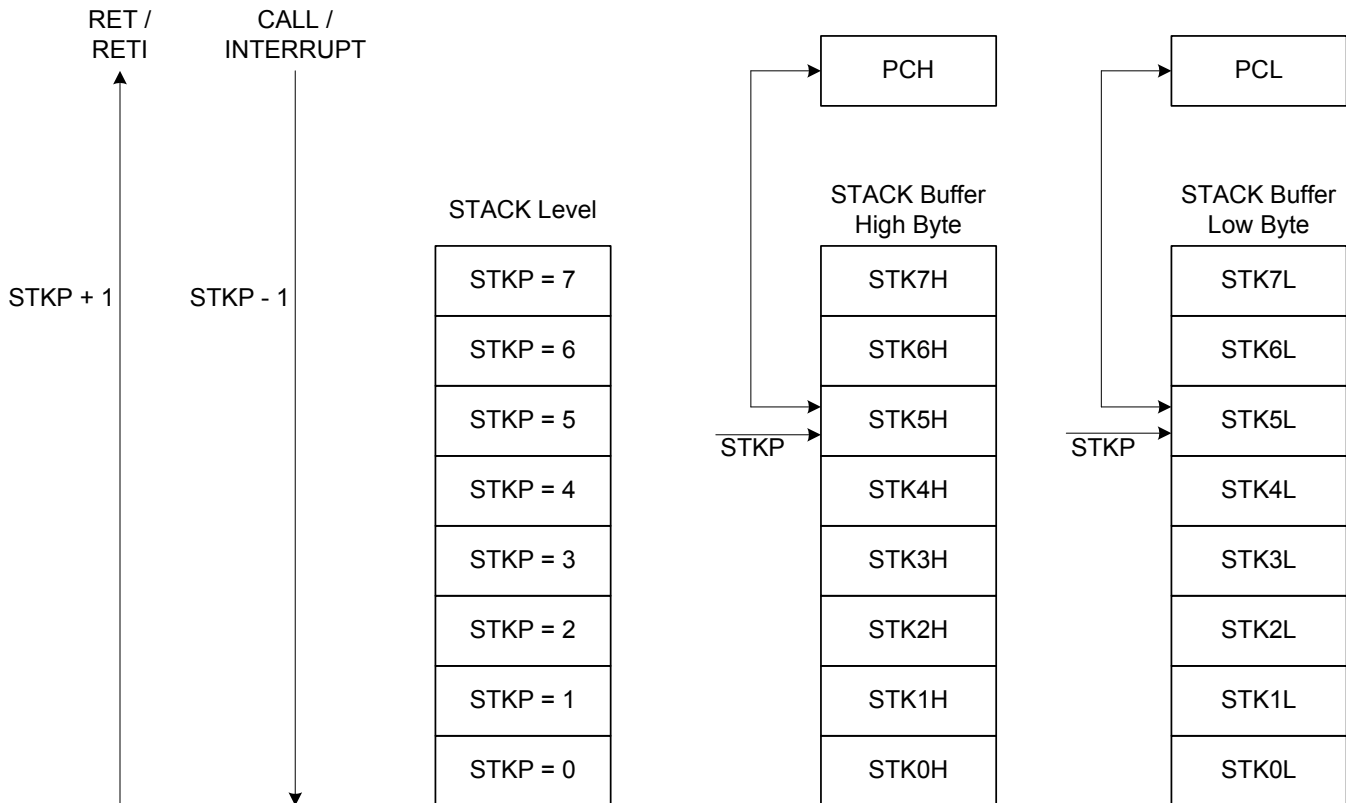 RET /
RETI
CALL /
INTERRUPT
PCH
PCL
STACK Level
STACK Buffer
High Byte
STACK Buffer
Low Byte
STKP + 1
STKP - 1
STKP = 7
STK7H
STK7L
STKP = 6
STK6H
STK6L
STKP = 5
STK5H
STK5L
STKP
STKP
STKP = 4
STK4H
STK4L
STKP = 3
STK3H
STK3L
STKP = 2
STK2H
STK2L
STKP = 1
STK1H
STK1L
STKP = 0
STK0H
STK0L